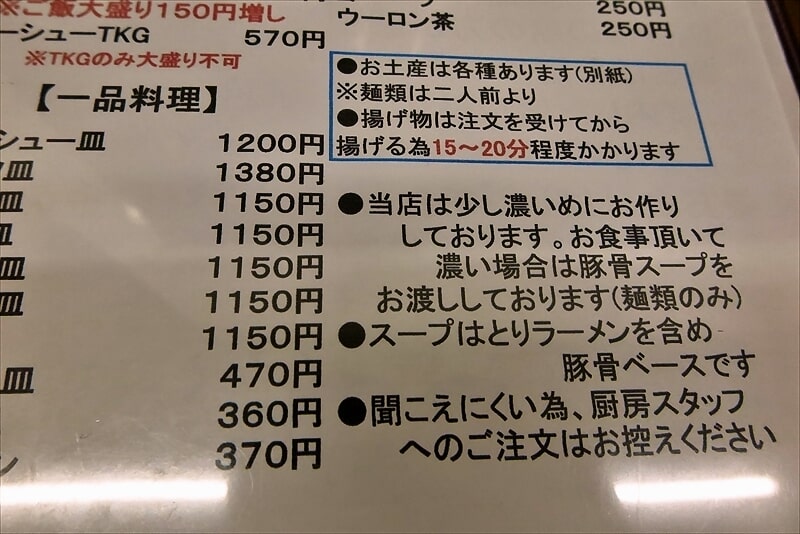 ※ご飯大盛り150円増し
ーシューTKG 570円
※TKGのみ大盛り不可
【一品料理】
シュー皿 1200円
皿 1380円
皿 1150円
皿 1150円
皿 1150円
皿 1150円
1150円
皿 470円
360円
ン 370円
250円
ウーロン茶 250円
●お土産は各種あります(別紙)
※麺類は二人前より
●揚げ物は注文を受けてから
揚げる為15～20分程度かかります
●当店は少し濃いめにお作り
しております。お食事頂いて
濃い場合は豚骨スープを
お渡ししております(麺類のみ)
●スープはとりラーメンを含め
豚骨ベースです
●聞こえにくい為、厨房スタッフ
へのご注文はお控えください